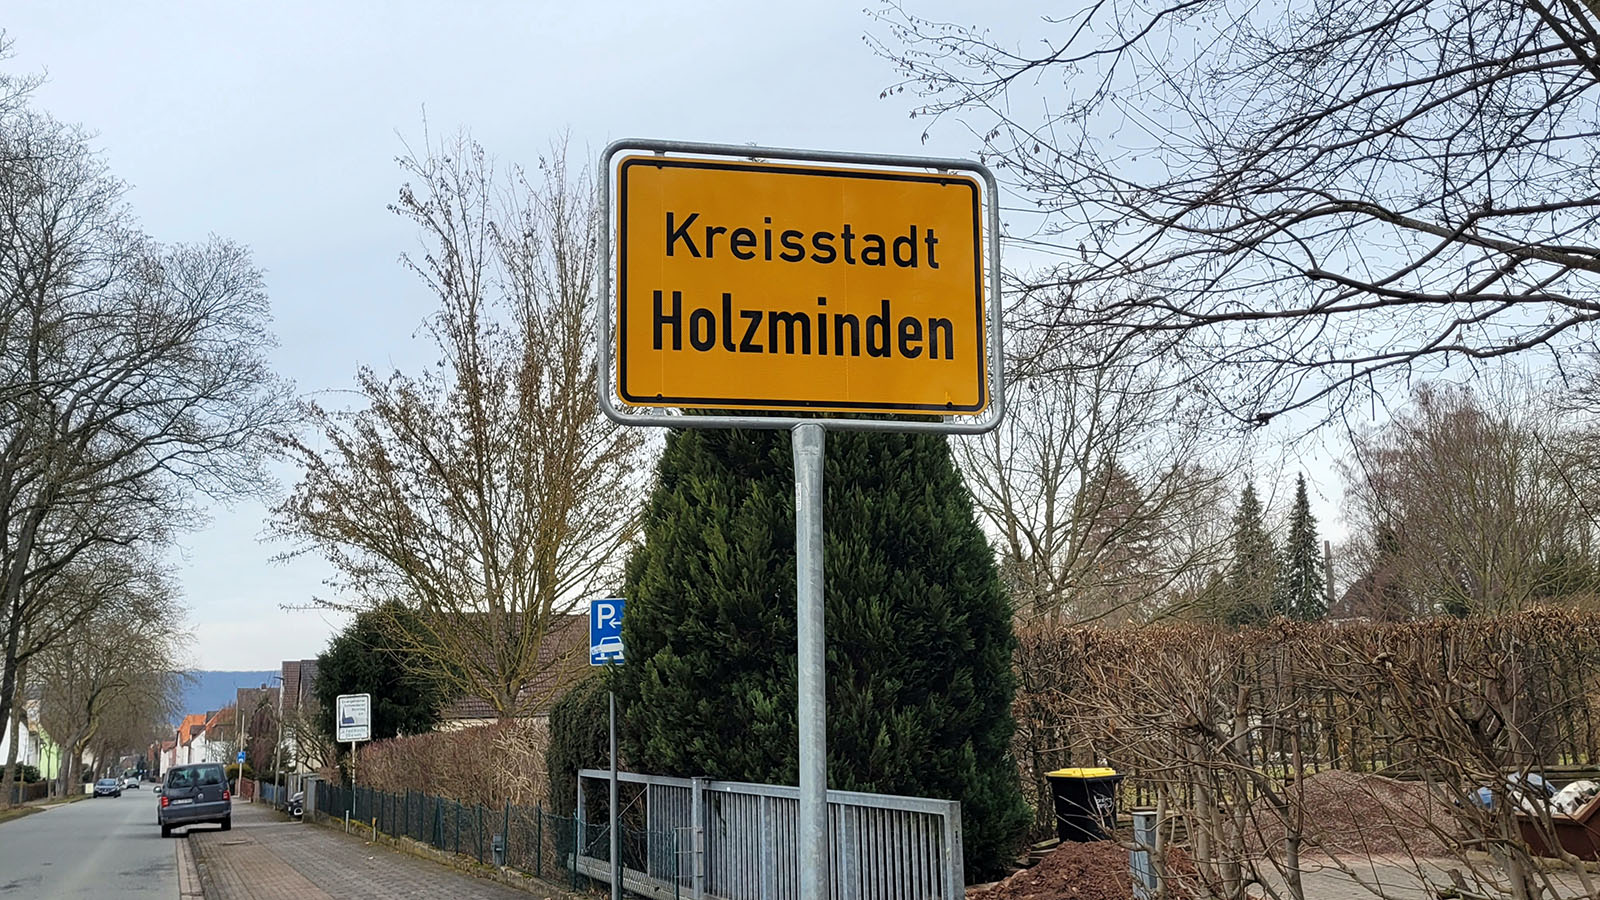 Kreisstadt
Holzminden
P